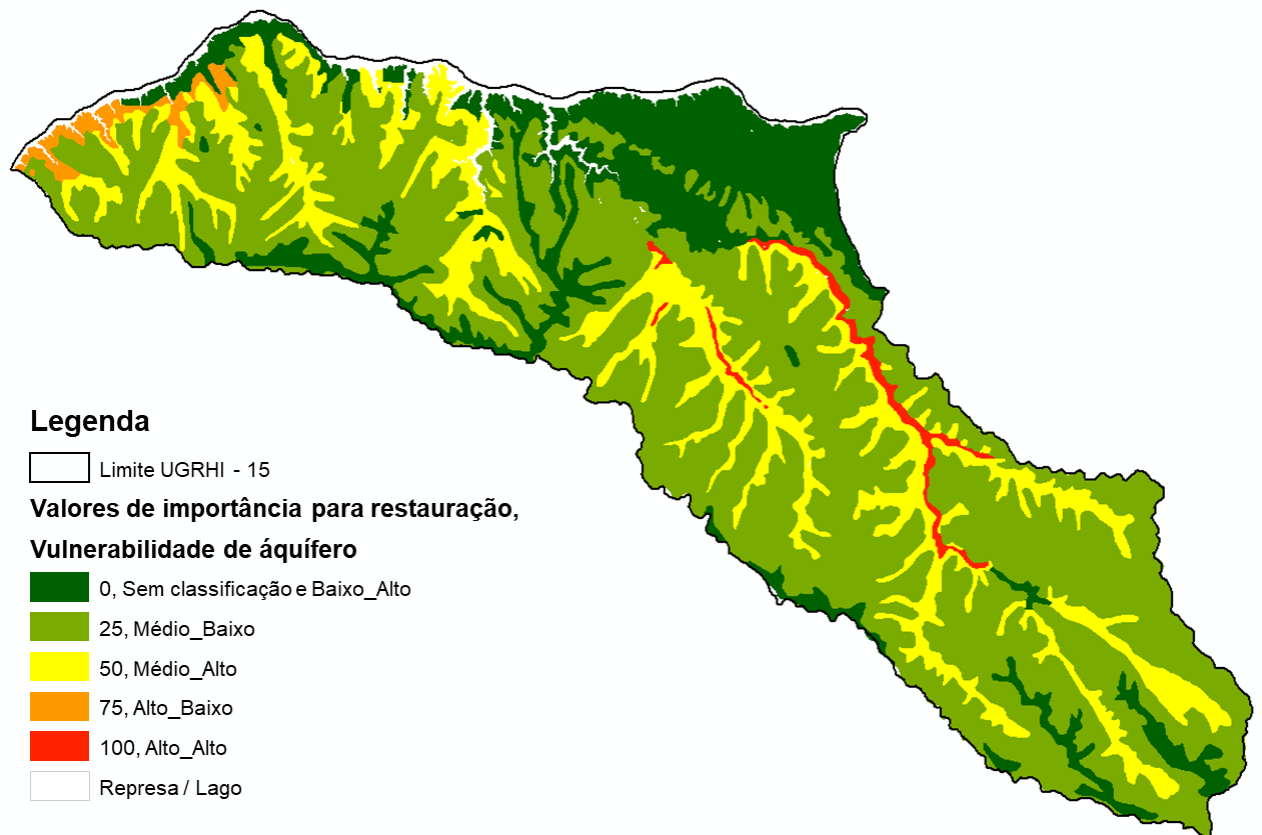 Legenda
Limite UGRHI - 15
Valores de importância para restauração,
Vulnerabilidade de áquífero
0, Sem classificação e Baixo_Alto
25, Médio_Baixo
50, Médio_Alto
75, Alto_Baixo
100, Alto_Alto
Represa / Lago